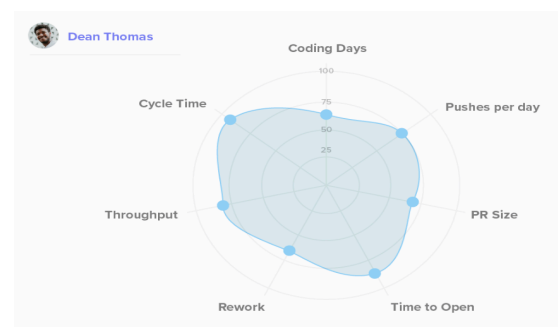 Dean Thomas
Coding Days
100
Cycle Time
75
Pushes per day
50
25
Throughput
PR Size
Rework
Time to Open